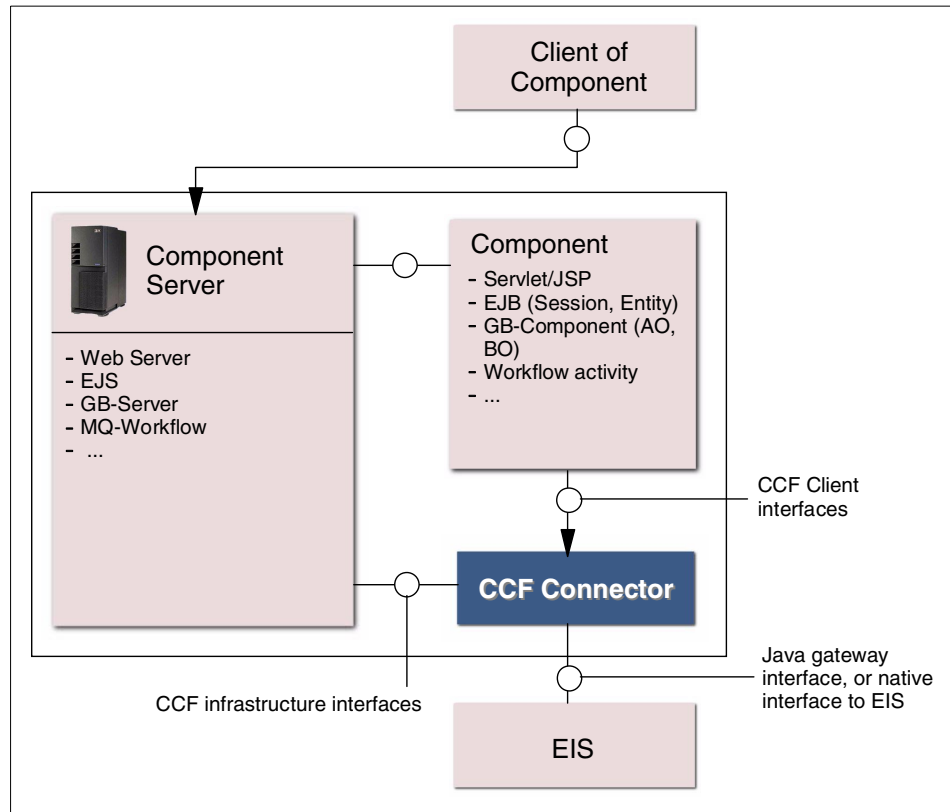 Client of
Component
Component
Server
- Web Server
- EJS
- GB-Server
- MQ-Workflow
- ...
Component
- Servlet/JSP
- EJB (Session, Entity)
- GB-Component (AO,
BO)
- Workflow activity
- ...
CCF Client
interfaces
CCF Connector
CCF infrastructure interfaces
Java gateway
interface, or native
interface to EIS
EIS